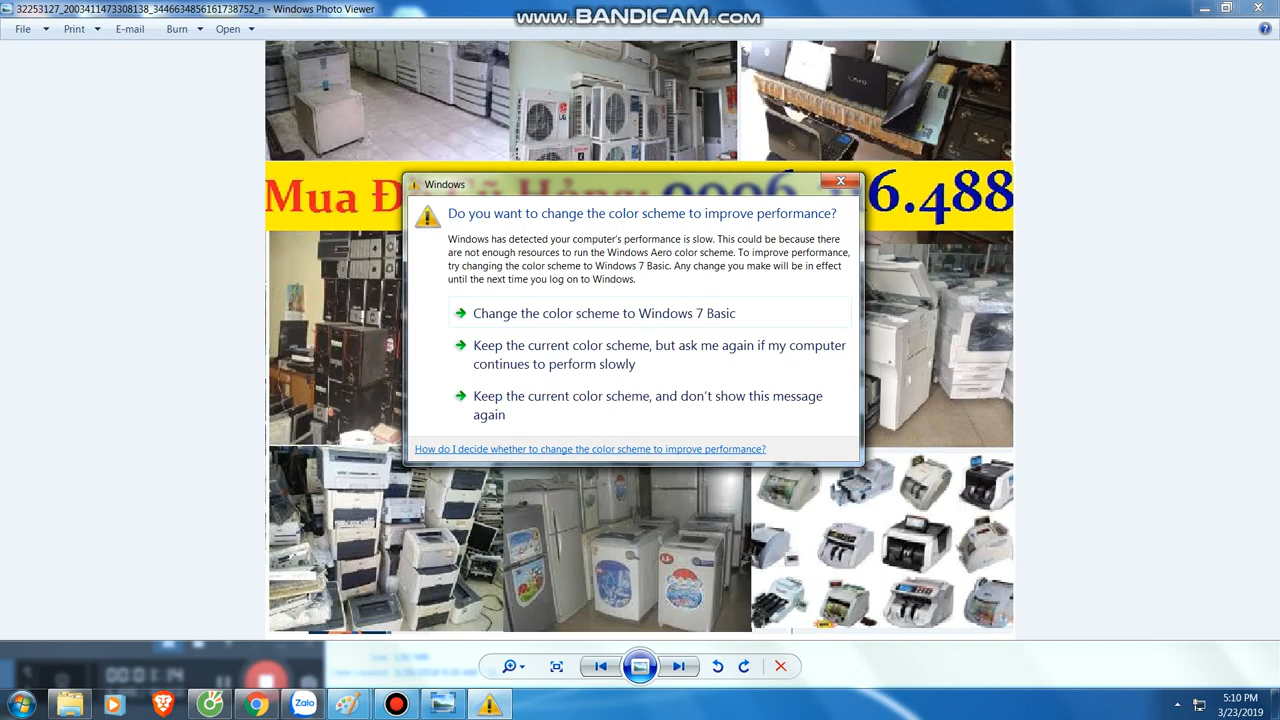 32253127_2003411473308138_3446634856161738752_n - Windows Photo Viewer
www.BANDICAM.com
File Print E-mail Burn Open
Mua Đ
6.488
Windows
Do you want to change the color scheme to improve performance?
Windows has detected your computer's performance is slow. This could be because there
are not enough resources to run the Windows Aero color scheme. To improve performance,
try changing the color scheme to Windows 7 Basic. Any change you make will be in effect
until the next time you log on to Windows.
Change the color scheme to Windows 7 Basic
Keep the current color scheme, but ask me again if my computer
continues to perform slowly
Keep the current color scheme, and don't show this message
again
How do I decide whether to change the color scheme to improve performance?
00:01:14
Zalo
5:10 PM
3/23/2019